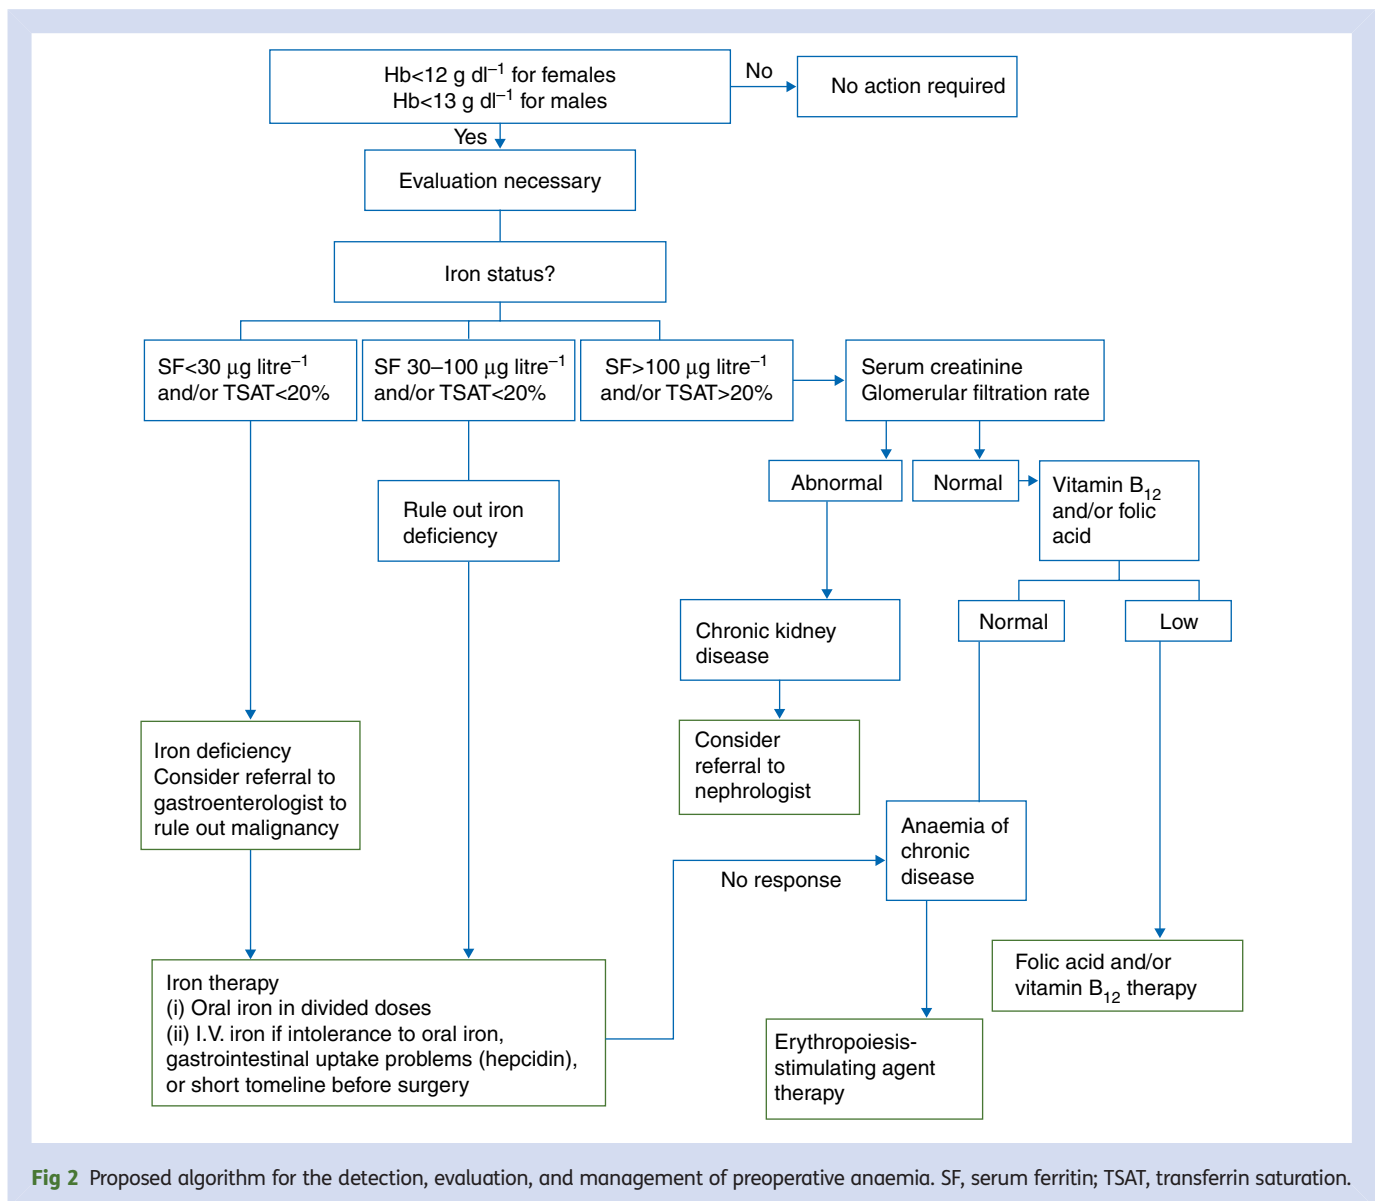 Hb<12 g dl⁻¹ for females
Hb<13 g dl⁻¹ for males
No
No action required
Yes
Evaluation necessary
Iron status?
SF<30 μg litre⁻¹
and/or TSAT<20%
SF 30–100 μg litre⁻¹
and/or TSAT<20%
SF>100 μg litre⁻¹
and/or TSAT>20%
Serum creatinine
Glomerular filtration rate
Abnormal
Normal
Vitamin B₁₂
and/or folic
acid
Rule out iron
deficiency
Chronic kidney
disease
Normal
Low
Iron deficiency
Consider referral to
gastroenterologist to
rule out malignancy
Consider
referral to
nephrologist
Anaemia of
chronic
disease
No response
Iron therapy
(i) Oral iron in divided doses
(ii) I.V. iron if intolerance to oral iron,
gastrointestinal uptake problems (hepcidin),
or short tomeline before surgery
Folic acid and/or
vitamin B₁₂ therapy
Erythropoiesis-
stimulating agent
therapy
Fig 2 Proposed algorithm for the detection, evaluation, and management of preoperative anaemia. SF, serum ferritin; TSAT, transferrin saturation.